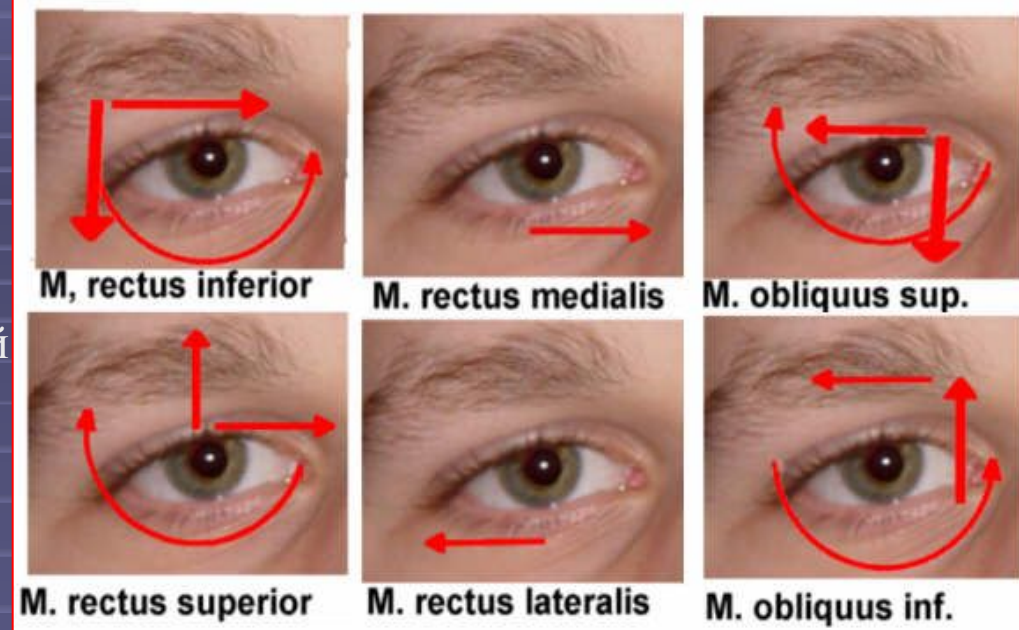 M, rectus inferior
M. rectus medialis
M. obliquus sup.
й
M. rectus superior
M. rectus lateralis
M. obliquus inf.